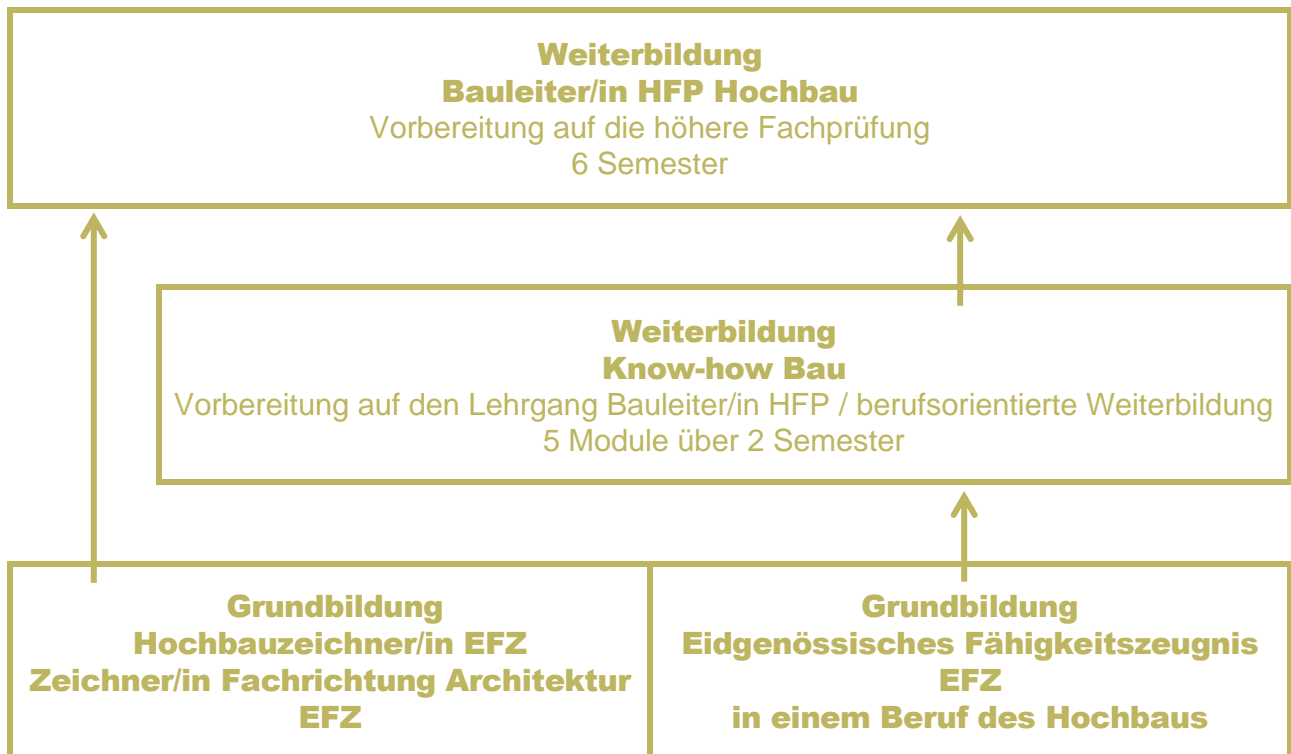 Weiterbildung
Bauleiter/in HFP Hochbau
Vorbereitung auf die höhere Fachprüfung
6 Semester
Weiterbildung
Know-how Bau
Vorbereitung auf den Lehrgang Bauleiter/in HFP / berufsorientierte Weiterbildung
5 Module über 2 Semester
Grundbildung
Hochbauzeichner/in EFZ
Zeichner/in Fachrichtung Architektur
EFZ
Grundbildung
Eidgenössisches Fähigkeitszeugnis
EFZ
in einem Beruf des Hochbaus